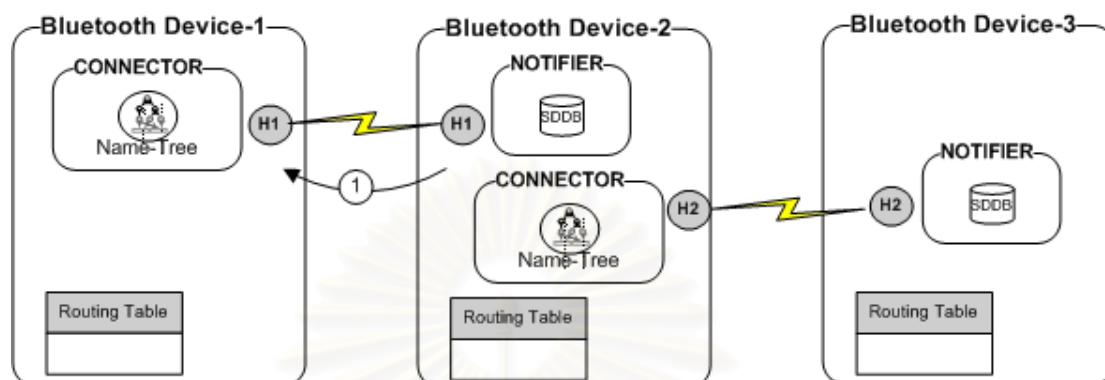 Bluetooth Device-1
CONNECTOR
Name-Tree
H1
Routing Table
1
Bluetooth Device-2
H1
NOTIFIER
SDDB
CONNECTOR
Name-Tree
H2
Routing Table
Bluetooth Device-3
H2
NOTIFIER
SDDB
Routing Table